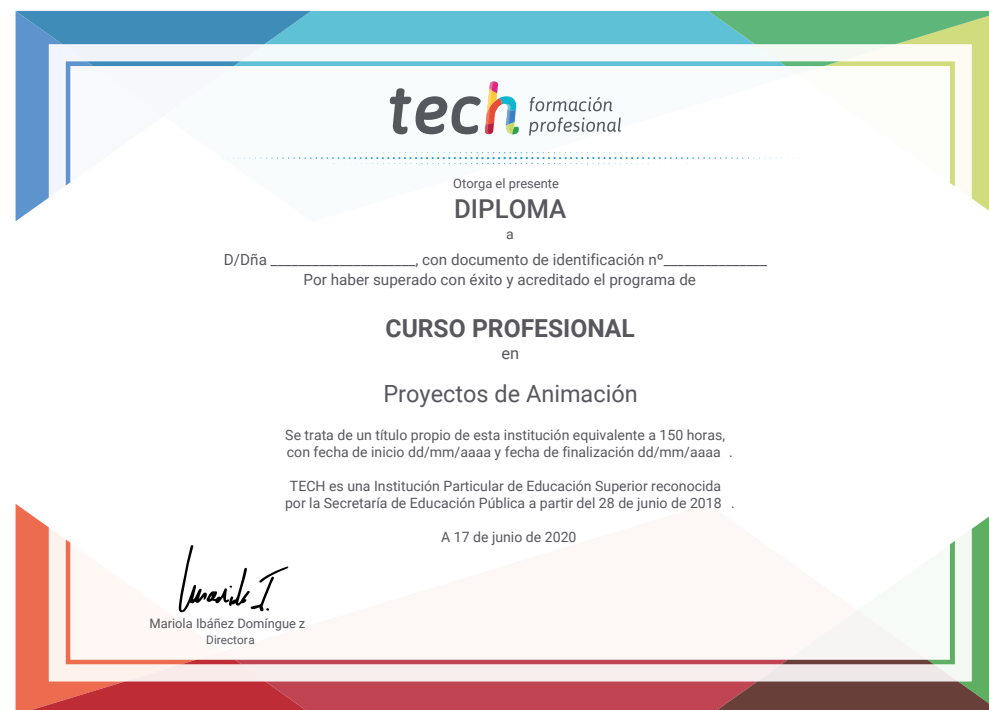 tech formación
profesional
Otorga el presente
DIPLOMA
a
D/Dña ______________________, con documento de identificación nº_______________
Por haber superado con éxito y acreditado el programa de
CURSO PROFESIONAL
en
Proyectos de Animación
Se trata de un título propio de esta institución equivalente a 150 horas,
con fecha de inicio dd/mm/aaaa y fecha de finalización dd/mm/aaaa .
TECH es una Institución Particular de Educación Superior reconocida
por la Secretaría de Educación Pública a partir del 28 de junio de 2018 .
A 17 de junio de 2020
Mariola I.
Mariola Ibáñez Domíngue z
Directora